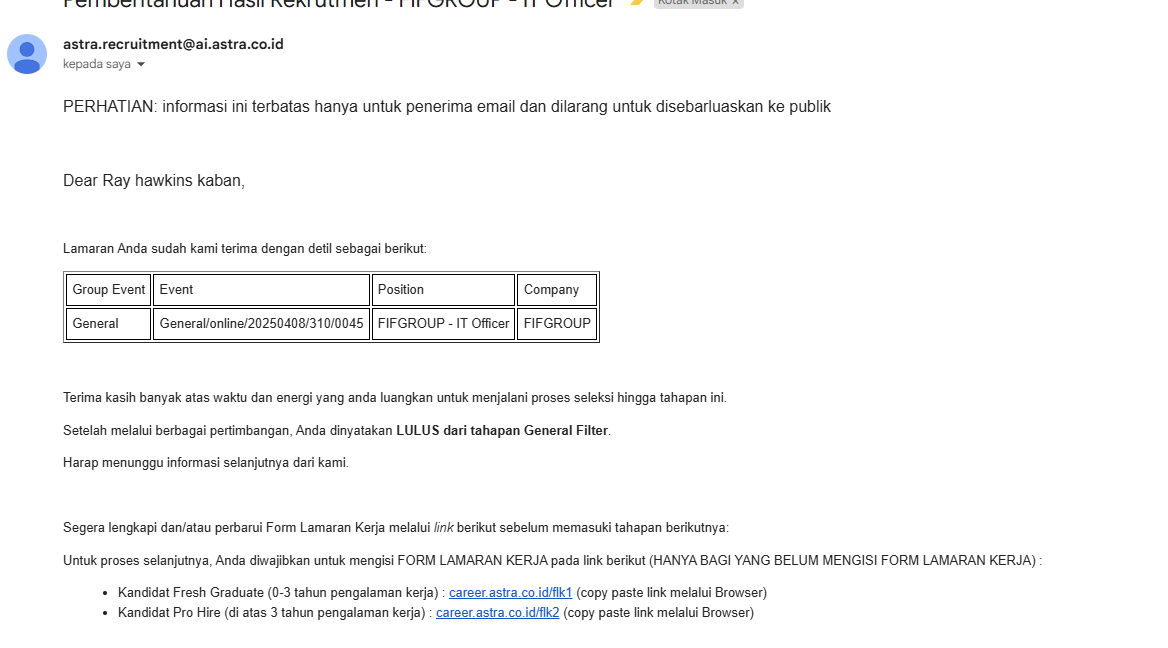 Pemberitahuan Hasil Rekrutmen - FIFGROUP - IT Officer Kotak Masuk x
astra.recruitment@ai.astra.co.id
kepada saya
PERHATIAN: informasi ini terbatas hanya untuk penerima email dan dilarang untuk disebarluaskan ke publik
Dear Ray hawkins kaban,
Lamaran Anda sudah kami terima dengan detil sebagai berikut:
Group Event Event Position Company
General General/online/20250408/310/0045 FIFGROUP - IT Officer FIFGROUP
Terima kasih banyak atas waktu dan energi yang anda luangkan untuk menjalani proses seleksi hingga tahapan ini.
Setelah melalui berbagai pertimbangan, Anda dinyatakan LULUS dari tahapan General Filter.
Harap menunggu informasi selanjutnya dari kami.
Segera lengkapi dan/atau perbarui Form Lamaran Kerja melalui link berikut sebelum memasuki tahapan berikutnya:
Untuk proses selanjutnya, Anda diwajibkan untuk mengisi FORM LAMARAN KERJA pada link berikut (HANYA BAGI YANG BELUM MENGISI FORM LAMARAN KERJA) :
• Kandidat Fresh Graduate (0-3 tahun pengalaman kerja) : career.astra.co.id/flk1 (copy paste link melalui Browser)
• Kandidat Pro Hire (di atas 3 tahun pengalaman kerja) : career.astra.co.id/flk2 (copy paste link melalui Browser)